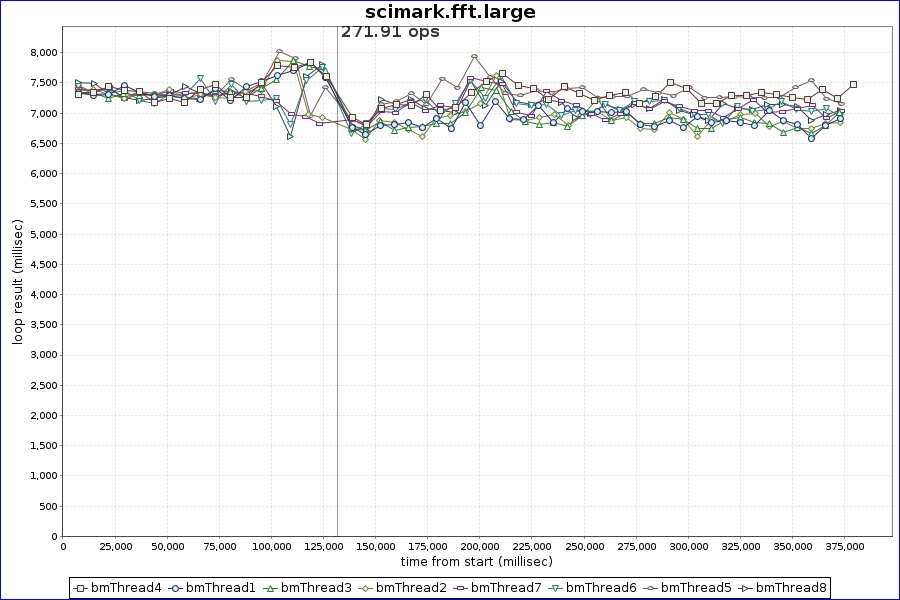 scimark.fft.large
271.91 ops
8,000
7,500
7,000
6,500
6,000
5,500
5,000
4,500
4,000
3,500
3,000
2,500
2,000
1,500
1,000
500
0
loop result (millisec)
0 25,000 50,000 75,000 100,000 125,000 150,000 175,000 200,000 225,000 250,000 275,000 300,000 325,000 350,000 375,000
time from start (millisec)
bmThread4 bmThread1 bmThread3 bmThread2 bmThread7 bmThread6 bmThread5 bmThread8